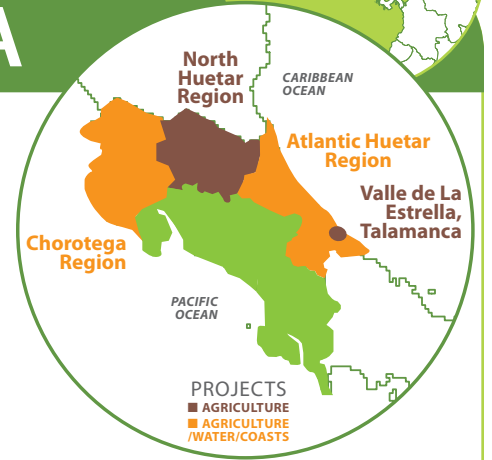 A
North
Huetar
Region
CARIBBEAN
OCEAN
Atlantic Huetar
Region
Valle de La
Estrella,
Talamanca
Chorotega
Region
PACIFIC
OCEAN
PROJECTS
AGRICULTURE
AGRICULTURE
/WATER/COASTS